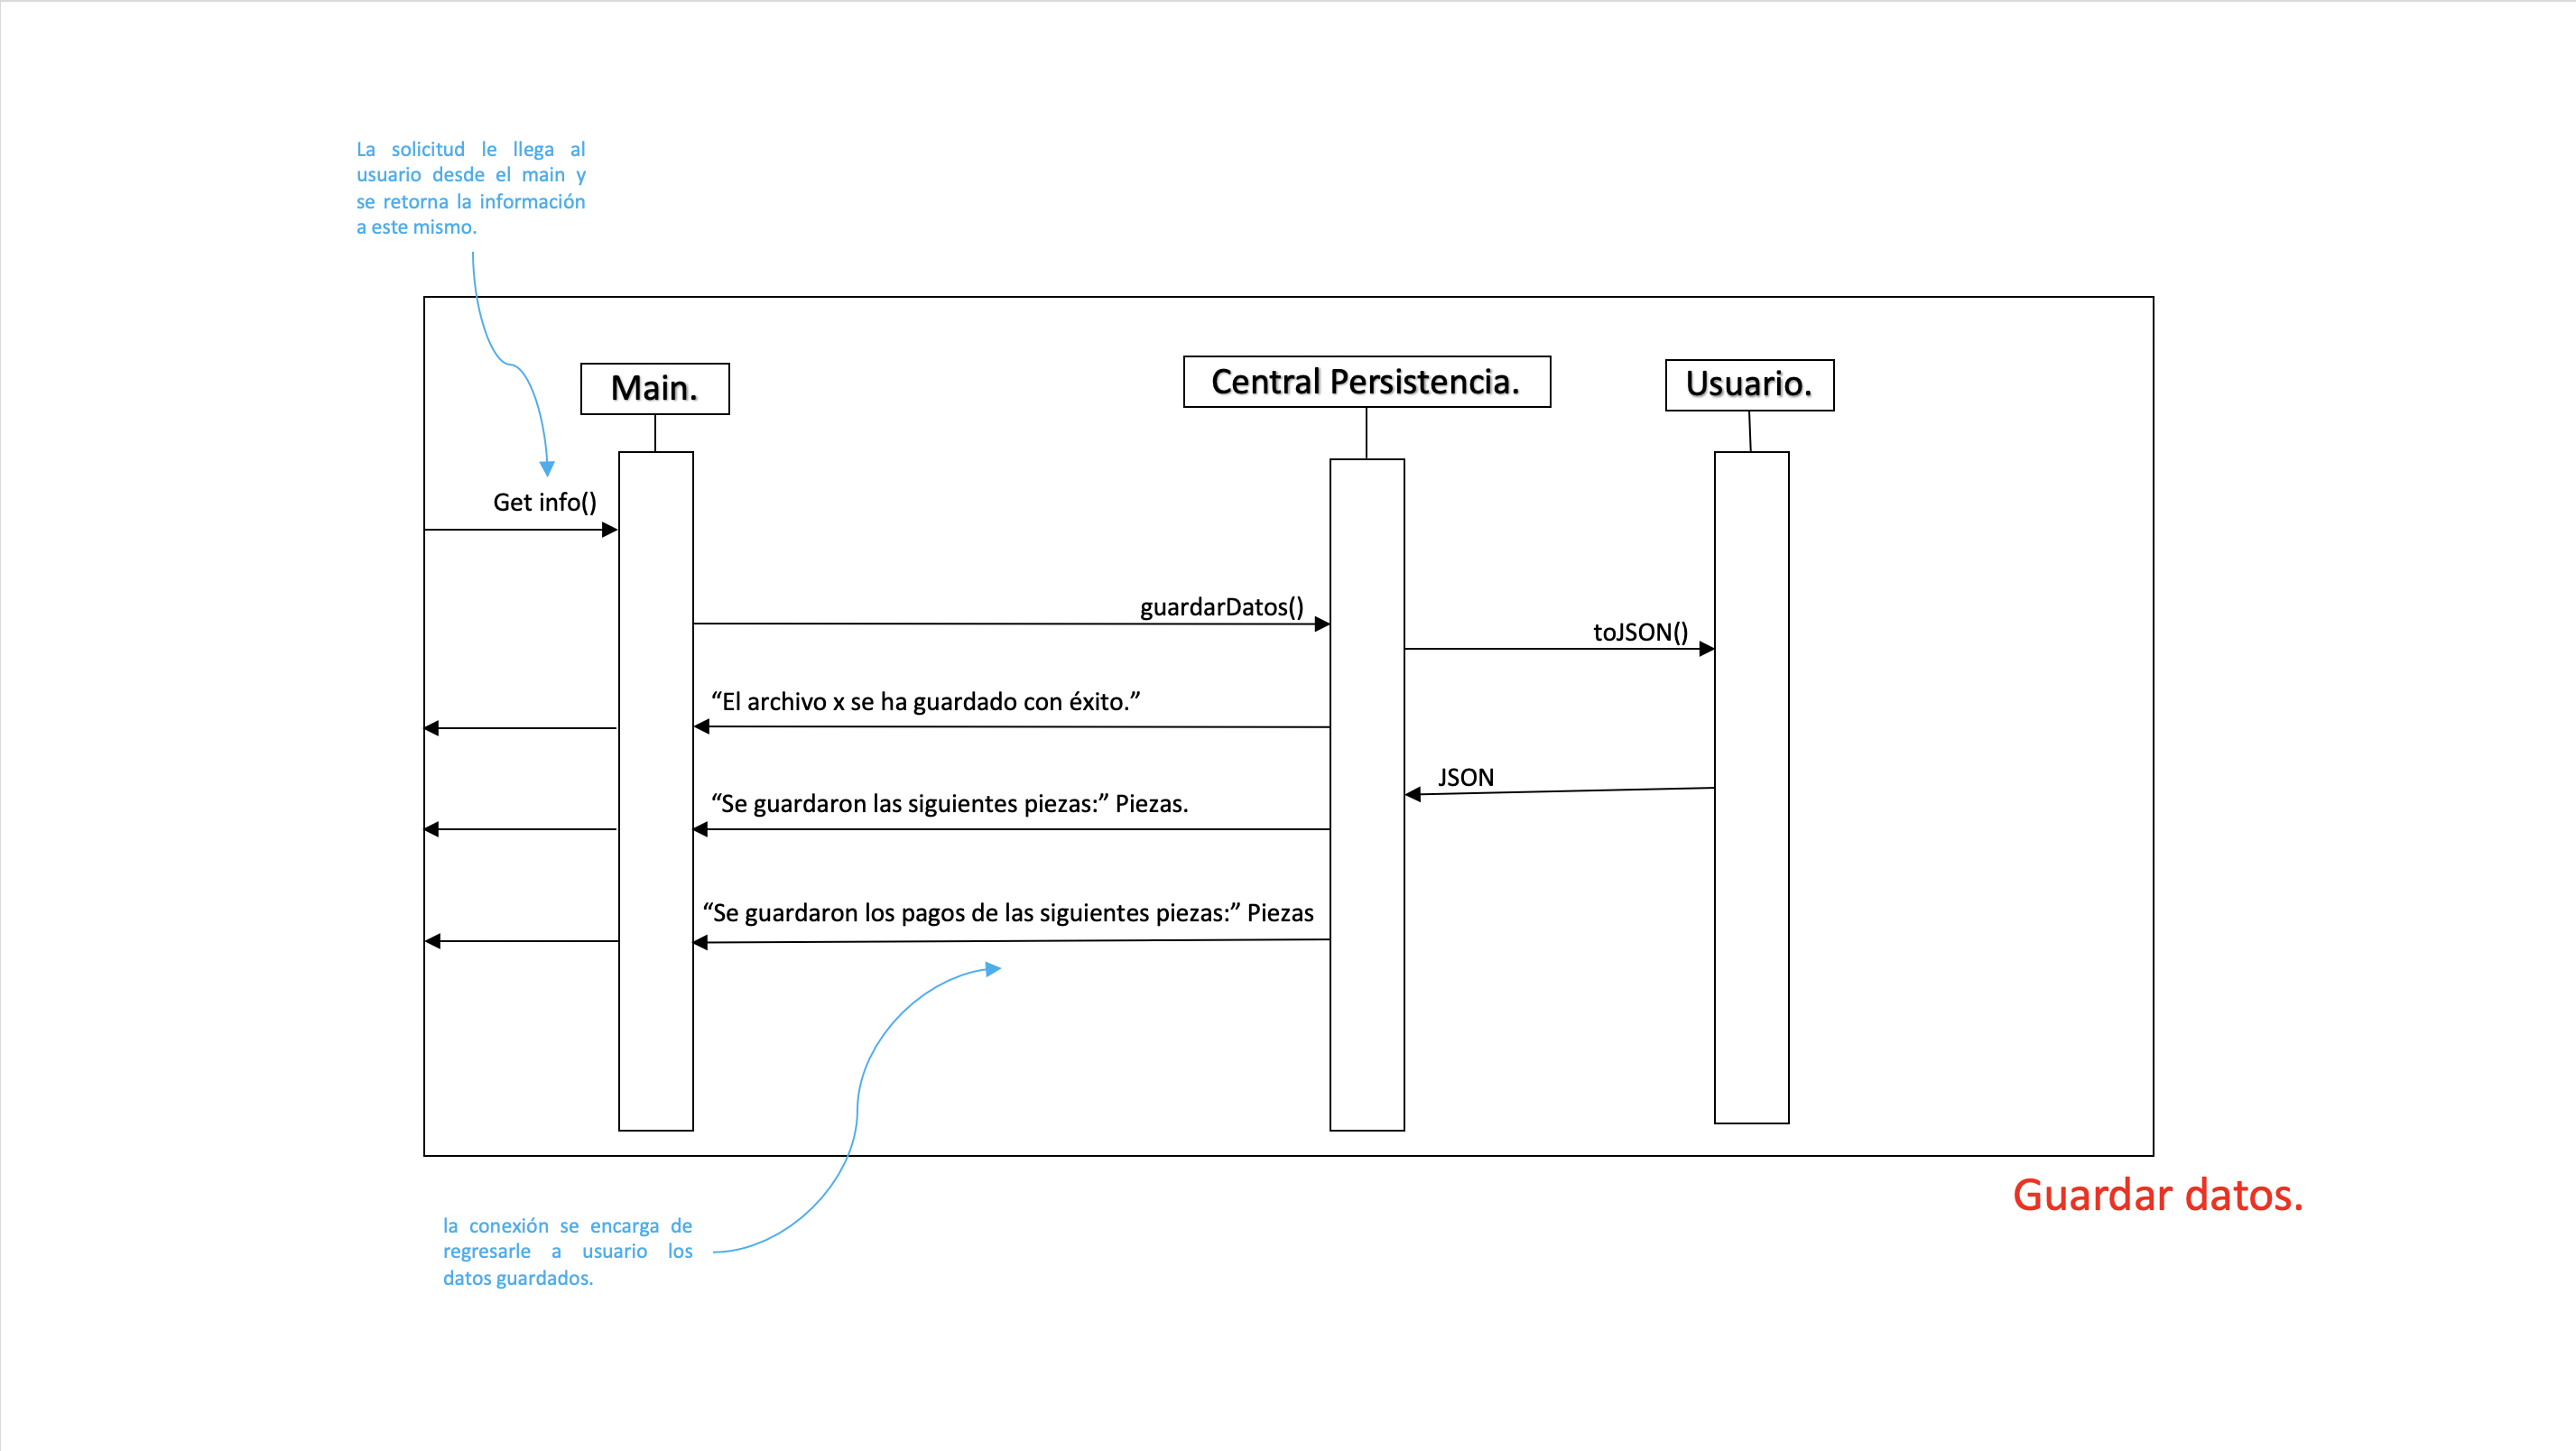 La solicitud le llega al
usuario desde el main y
se retorna la información
a este mismo.
Main.
Central Persistencia.
Usuario.
Get info()
guardarDatos()
toJSON()
“El archivo x se ha guardado con éxito.”
JSON
“Se guardaron las siguientes piezas:” Piezas.
“Se guardaron los pagos de las siguientes piezas:” Piezas
Guardar datos.
la conexión se encarga de
regresarle a usuario los
datos guardados.